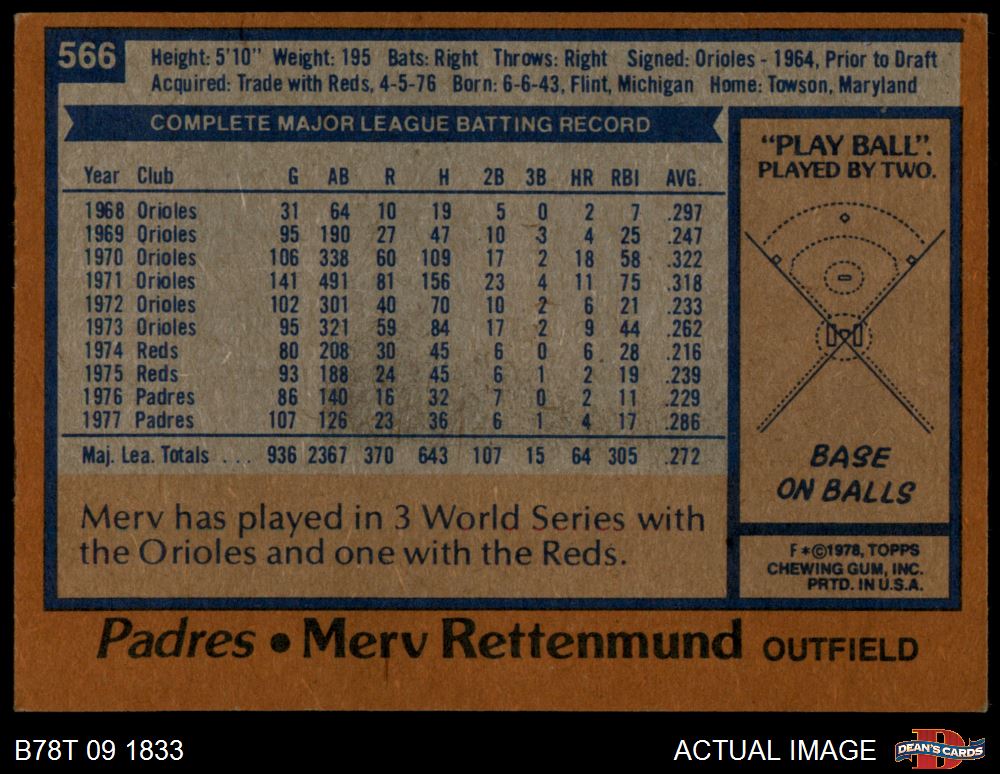 566
Height: 5'10" Weight: 195 Bats: Right Throws: Right Signed: Orioles - 1964, Prior to Draft
Acquired: Trade with Reds, 4-5-76 Born: 6-6-43, Flint, Michigan Home: Towson, Maryland
COMPLETE MAJOR LEAGUE BATTING RECORD
Year Club G AB R H 2B 3B HR RBI AVG.
1968 Orioles 31 64 10 19 5 0 2 7 .297
1969 Orioles 95 190 27 47 10 3 4 25 .247
1970 Orioles 106 338 60 109 17 2 18 58 .322
1971 Orioles 141 491 81 156 23 4 11 75 .318
1972 Orioles 102 301 40 70 10 2 6 21 .233
1973 Orioles 95 321 59 84 17 2 9 44 .262
1974 Reds 80 208 30 45 6 0 6 28 .216
1975 Reds 93 188 24 45 6 1 2 19 .239
1976 Padres 86 140 16 32 7 0 2 11 .229
1977 Padres 107 126 23 36 6 1 4 17 .286
Maj. Lea. Totals ... 936 2367 370 643 107 15 64 305 .272
Merv has played in 3 World Series with
the Orioles and one with the Reds.
"PLAY BALL".
PLAYED BY TWO.
BASE
ON BALLS
F*©1978, TOPPS
CHEWING GUM, INC.
PRTD. IN U.S.A.
Padres • Merv Rettenmund OUTFIELD
B78T 09 1833
ACTUAL IMAGE
D
DEAN'S CARDS